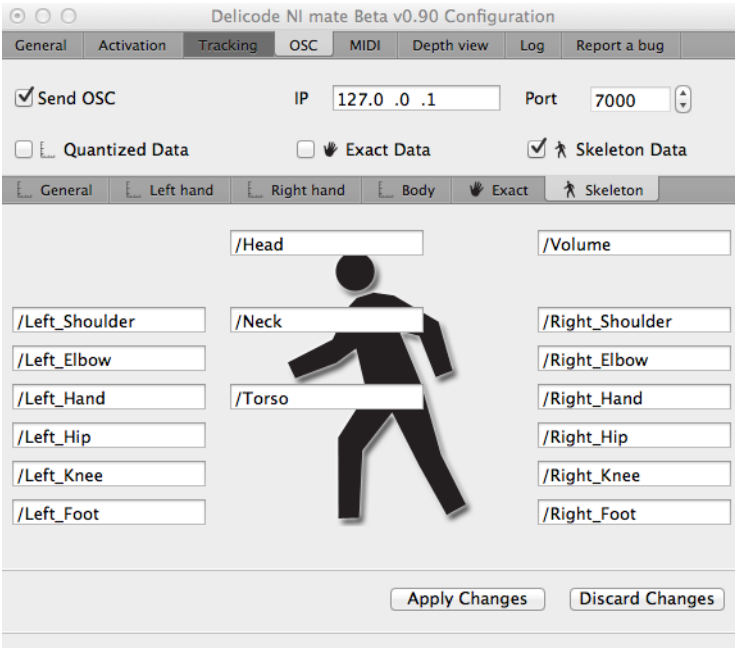 Delicode NI mate Beta v0.90 Configuration
General Activation Tracking OSC MIDI Depth view Log Report a bug
Send OSC IP 127.0 .0 .1 Port 7000
Quantized Data Exact Data Skeleton Data
General Left hand Right hand Body Exact Skeleton
/Head /Volume
/Left_Shoulder /Neck /Right_Shoulder
/Left_Elbow /Right_Elbow
/Left_Hand /Torso /Right_Hand
/Left_Hip /Right_Hip
/Left_Knee /Right_Knee
/Left_Foot /Right_Foot
Apply Changes Discard Changes